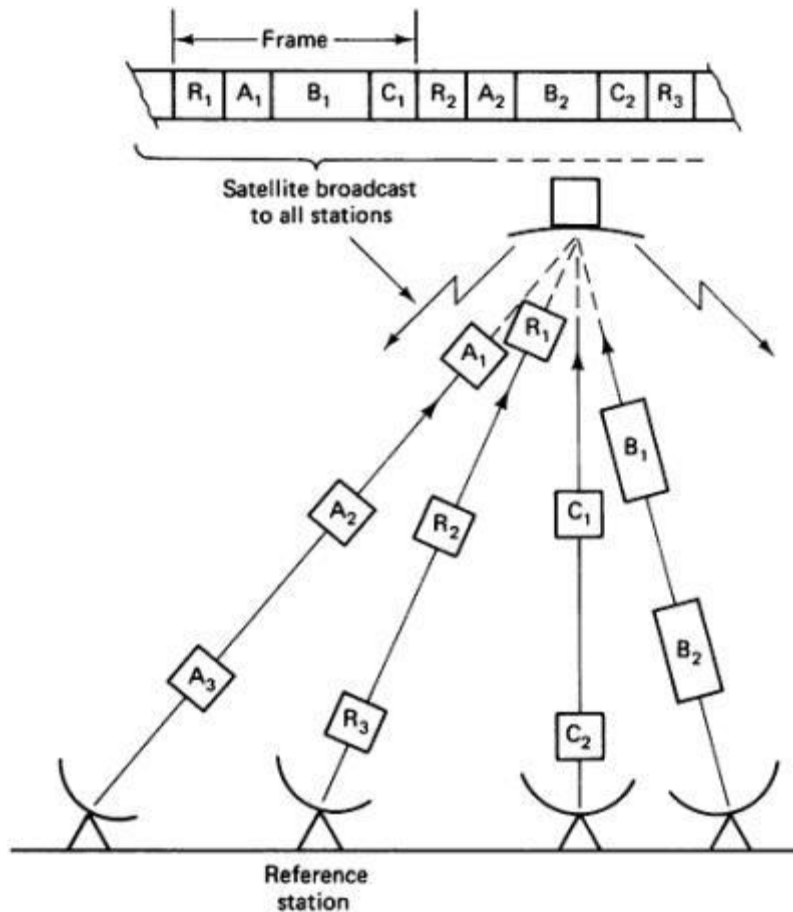 Frame
R₁ A₁ B₁ C₁ R₂ A₂ B₂ C₂ R₃
Satellite broadcast
to all stations
R₁
A₁
B₁
A₂
R₂
C₁
B₂
A₃
R₃
C₂
Reference
station